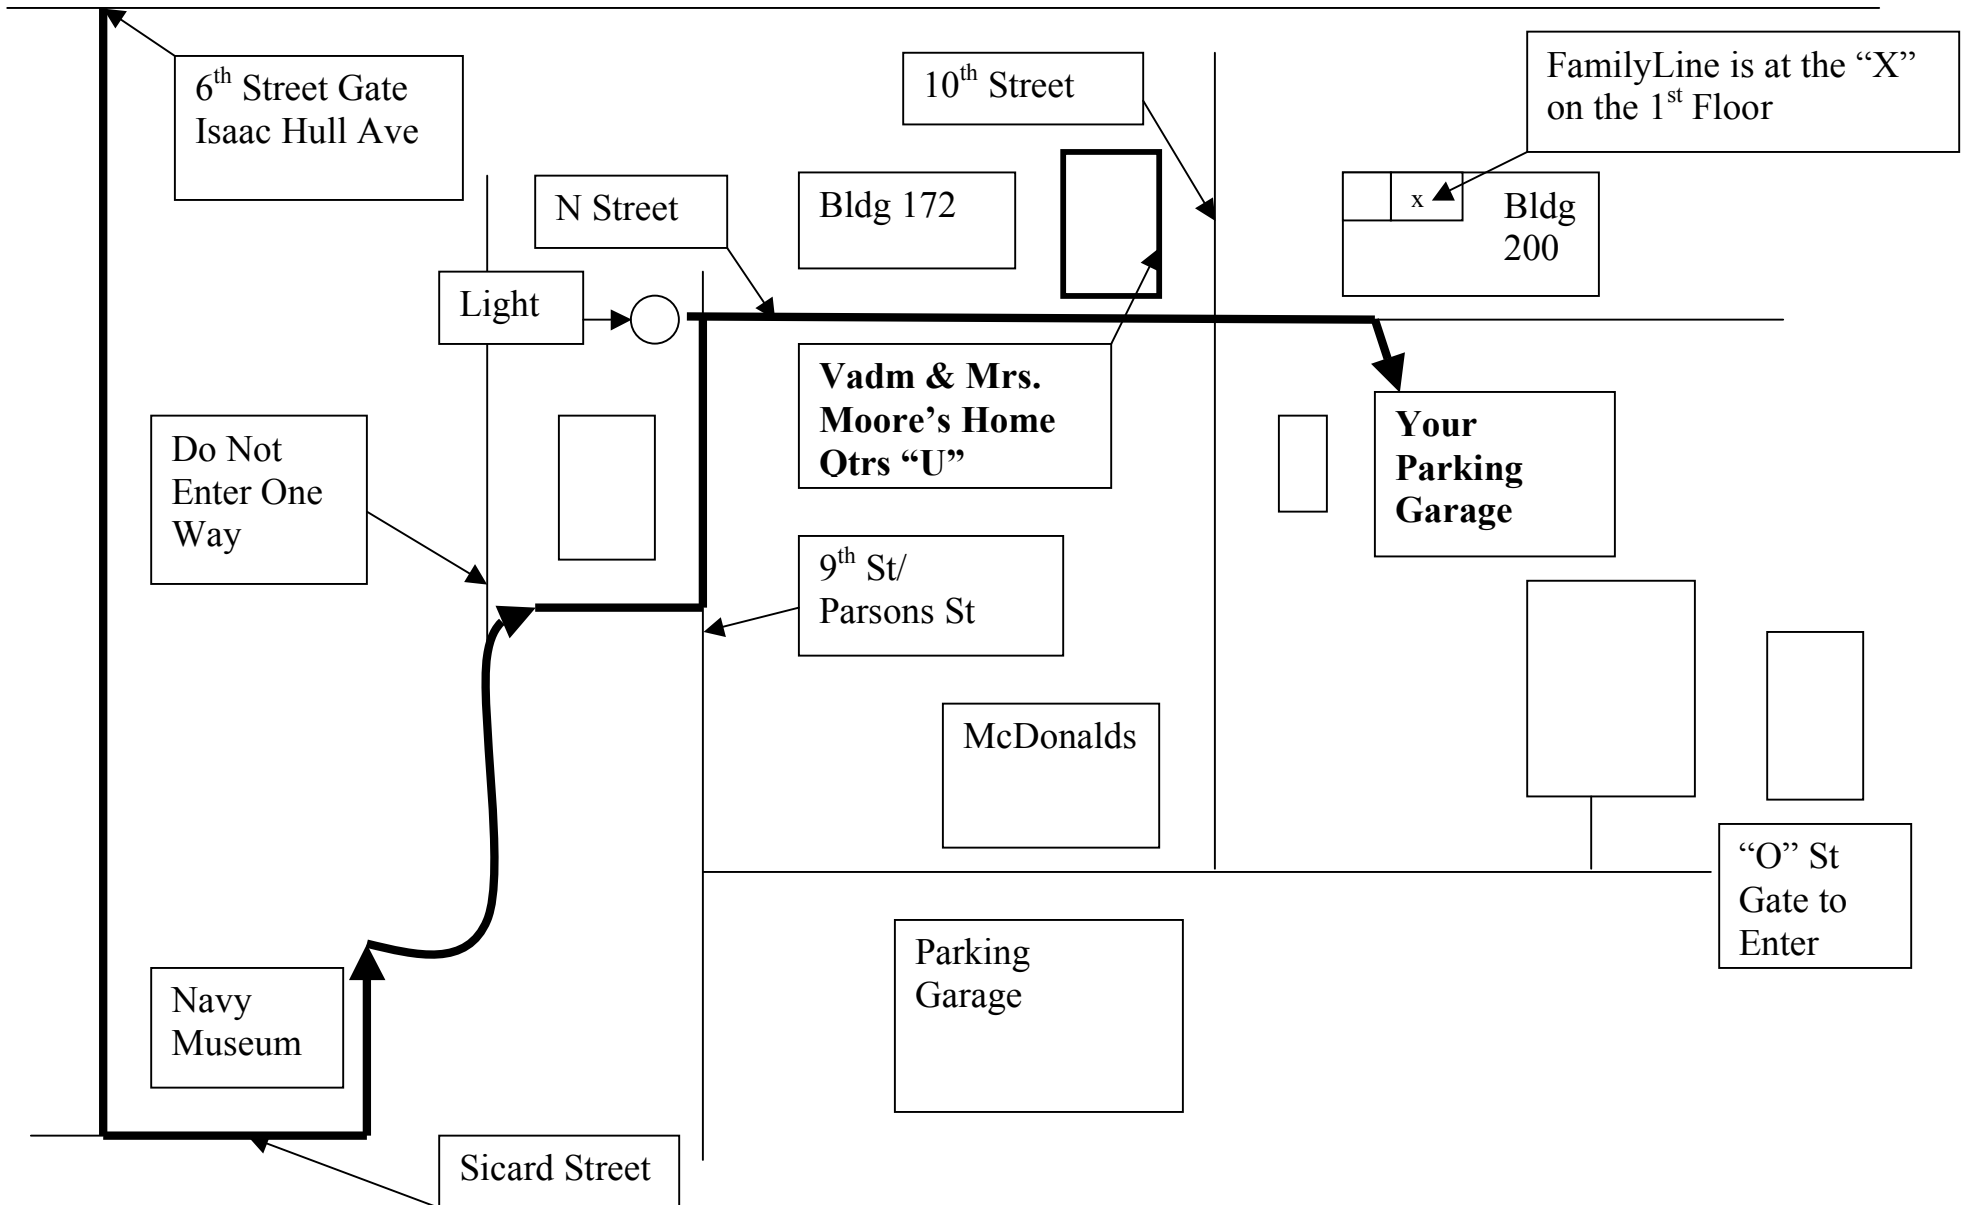 6th Street Gate
Isaac Hull Ave
10th Street
FamilyLine is at the “X”
on the 1st Floor
N Street
Bldg 172
x
Bldg
200
Light
Vadm & Mrs.
Moore’s Home
Qtrs “U”
Your
Parking
Garage
Do Not
Enter One
Way
9th St/
Parsons St
McDonalds
“O” St
Gate to
Enter
Parking
Garage
Navy
Museum
Sicard Street